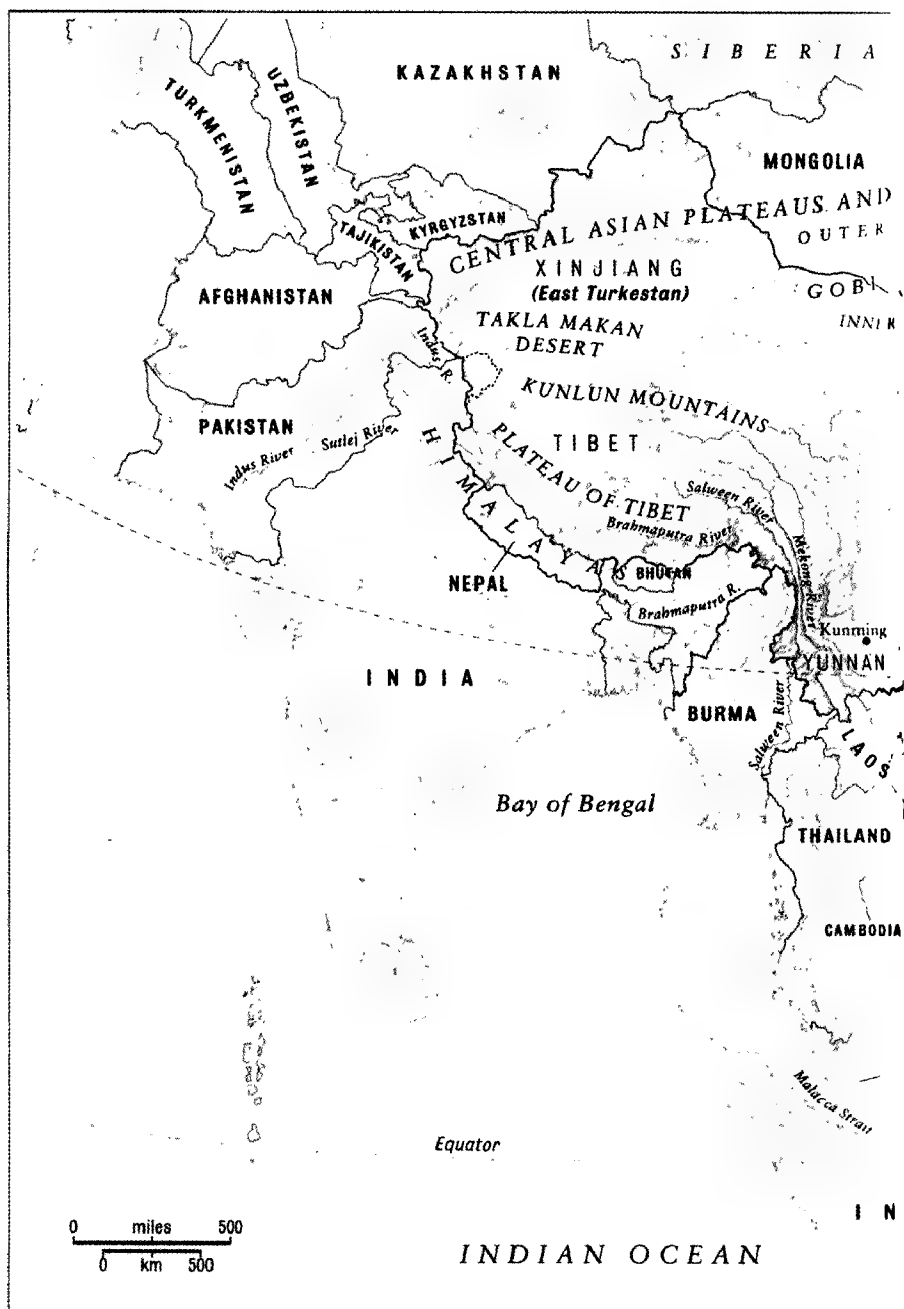 SIBERIA
KAZAKHSTAN
UZBEKISTAN
TURKMENISTAN
MONGOLIA
KYRGYZSTAN
TAJIKISTAN
CENTRAL ASIAN PLATEAUS AND
OUTER
XINJIANG
(East Turkestan)
AFGHANISTAN
GOBI
TAKLA MAKAN
DESERT
Indus R.
KUNLUN MOUNTAINS
PAKISTAN
Sutlej River
Indus River
TIBET
PLATEAU OF TIBET
HIMALAYAS
Salween River
Brahmaputra River
Mekong River
BHUTAN
NEPAL
Brahmaputra R.
Kunming
YUNNAN
INDIA
BURMA
Salween River
LAOS
Bay of Bengal
THAILAND
CAMBODIA
Malacca Strait
Equator
0 miles 500
0 km 500
IN
INDIAN OCEAN